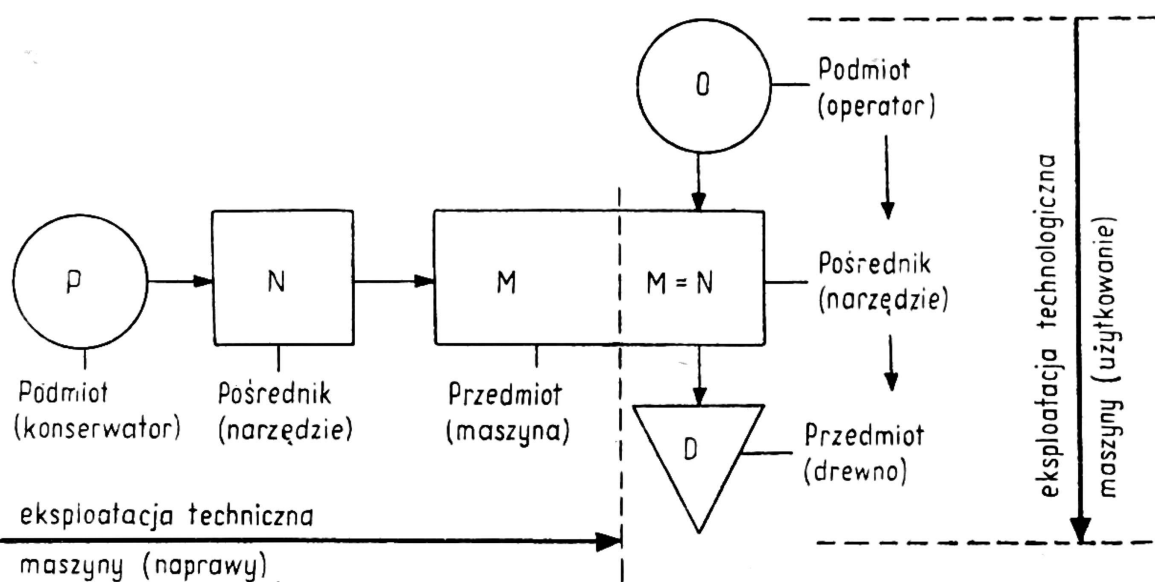 O
Podmiot
(operator)
P
N
M
M = N
Pośrednik
(narzędzie)
Podmiot
(konserwator)
Pośrednik
(narzędzie)
Przedmiot
(maszyna)
D
Przedmiot
(drewno)
eksploatacja techniczna
maszyny (naprawy)
eksploatacja technologiczna
maszyny (użytkowanie)